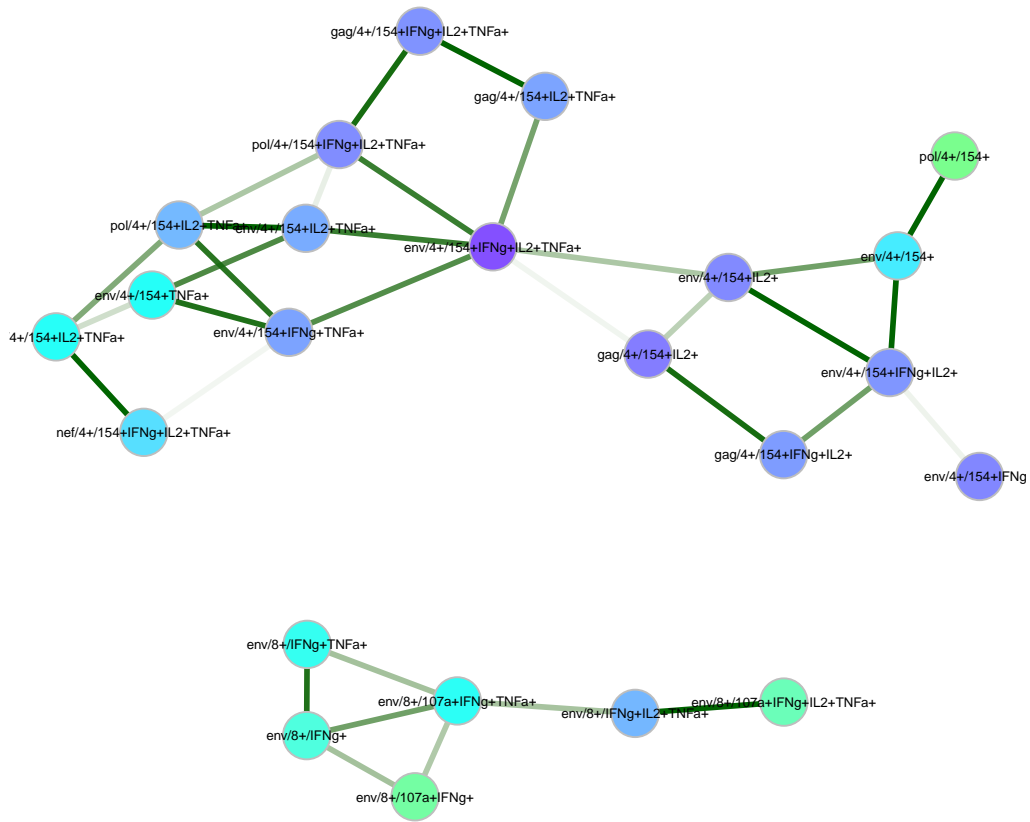 gag/4+/154+IFNg+IL2+TNFa+
gag/4+/154+IL2+TNFa+
pol/4+/154+IFNg+IL2+TNFa+
pol/4+/154+
pol/4+/154+IL2+TNFa+
env/4+/154+IL2+TNFa+
env/4+/154+IFNg+IL2+TNFa+
env/4+/154+
env/4+/154+IL2+
env/4+/154+TNFa+
env/4+/154+IFNg+TNFa+
4+/154+IL2+TNFa+
gag/4+/154+IL2+
env/4+/154+IFNg+IL2+
nef/4+/154+IFNg+IL2+TNFa+
gag/4+/154+IFNg+IL2+
env/4+/154+IFNg
env/8+/IFNg+TNFa+
env/8+/107a+IFNg+TNFa+
env/8+/107a+IFNg+IL2+TNFa+
env/8+/IFNg+IL2+TNFa+
env/8+/IFNg+
env/8+/107a+IFNg+